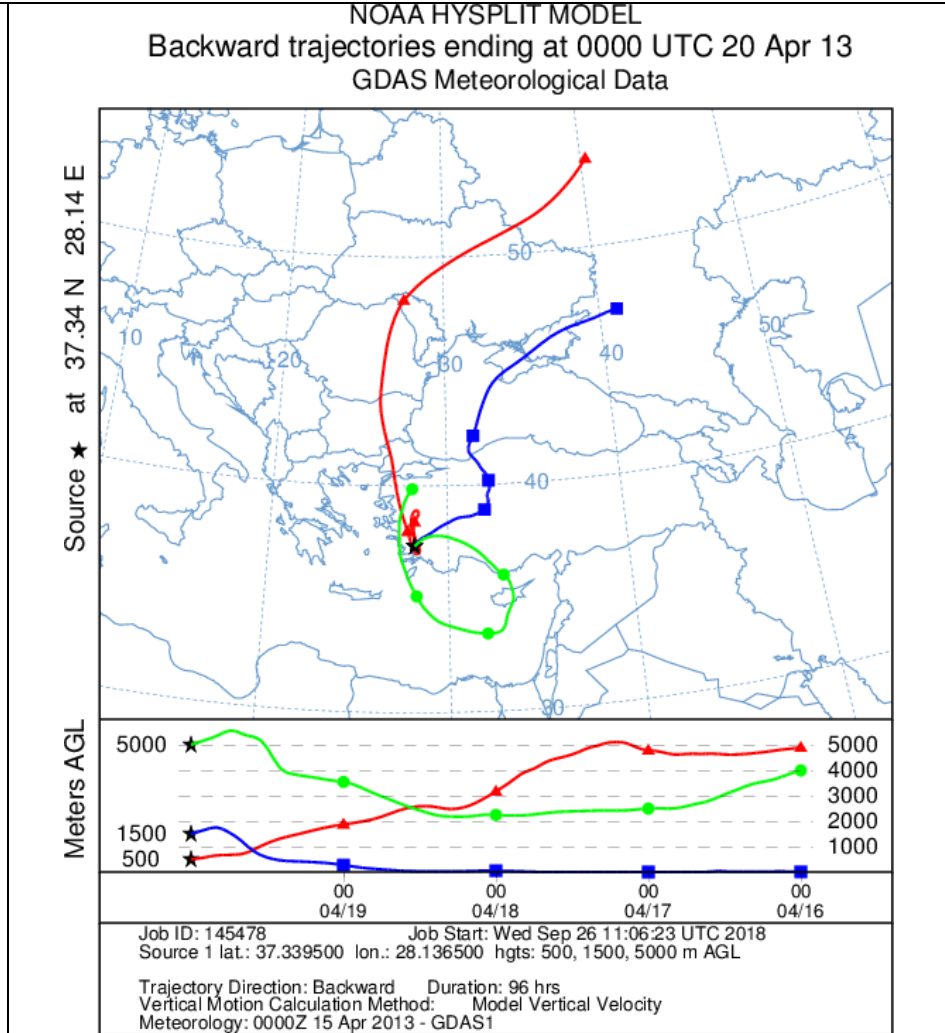 NOAA HYSPLIT MODEL
Backward trajectories ending at 0000 UTC 20 Apr 13
GDAS Meteorological Data
Source ★ at 37.34 N 28.14 E
50
10
50
20
30
40
40
30
Meters AGL
5000
1500
500
5000
4000
3000
2000
1000
00 00 00 00
04/19 04/18 04/17 04/16
Job ID: 145478 Job Start: Wed Sep 26 11:06:23 UTC 2018
Source 1 lat.: 37.339500 lon.: 28.136500 hgts: 500, 1500, 5000 m AGL
Trajectory Direction: Backward Duration: 96 hrs
Vertical Motion Calculation Method: Model Vertical Velocity
Meteorology: 0000Z 15 Apr 2013 - GDAS1